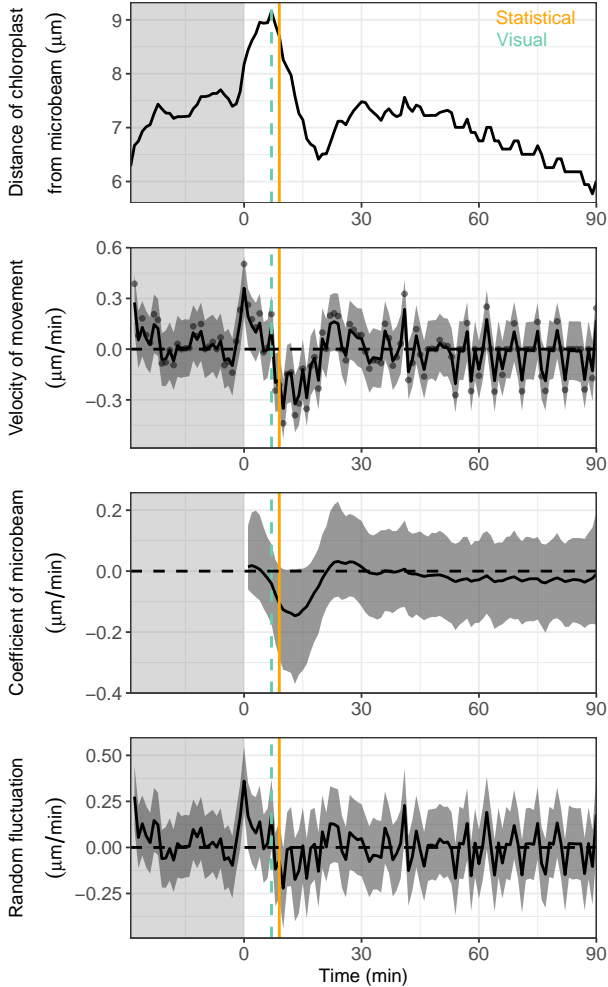 Distance of chloroplast
from microbeam (μm)
9
8
7
6
Statistical
Visual
0
30
60
90
Velocity of movement
(μm/min)
0.6
0.3
0.0
−0.3
0
30
60
90
Coefficient of microbeam
(μm/min)
0.2
0.0
−0.2
−0.4
0
30
60
90
Random fluctuation
(μm/min)
0.50
0.25
0.00
−0.25
0
30
60
90
Time (min)